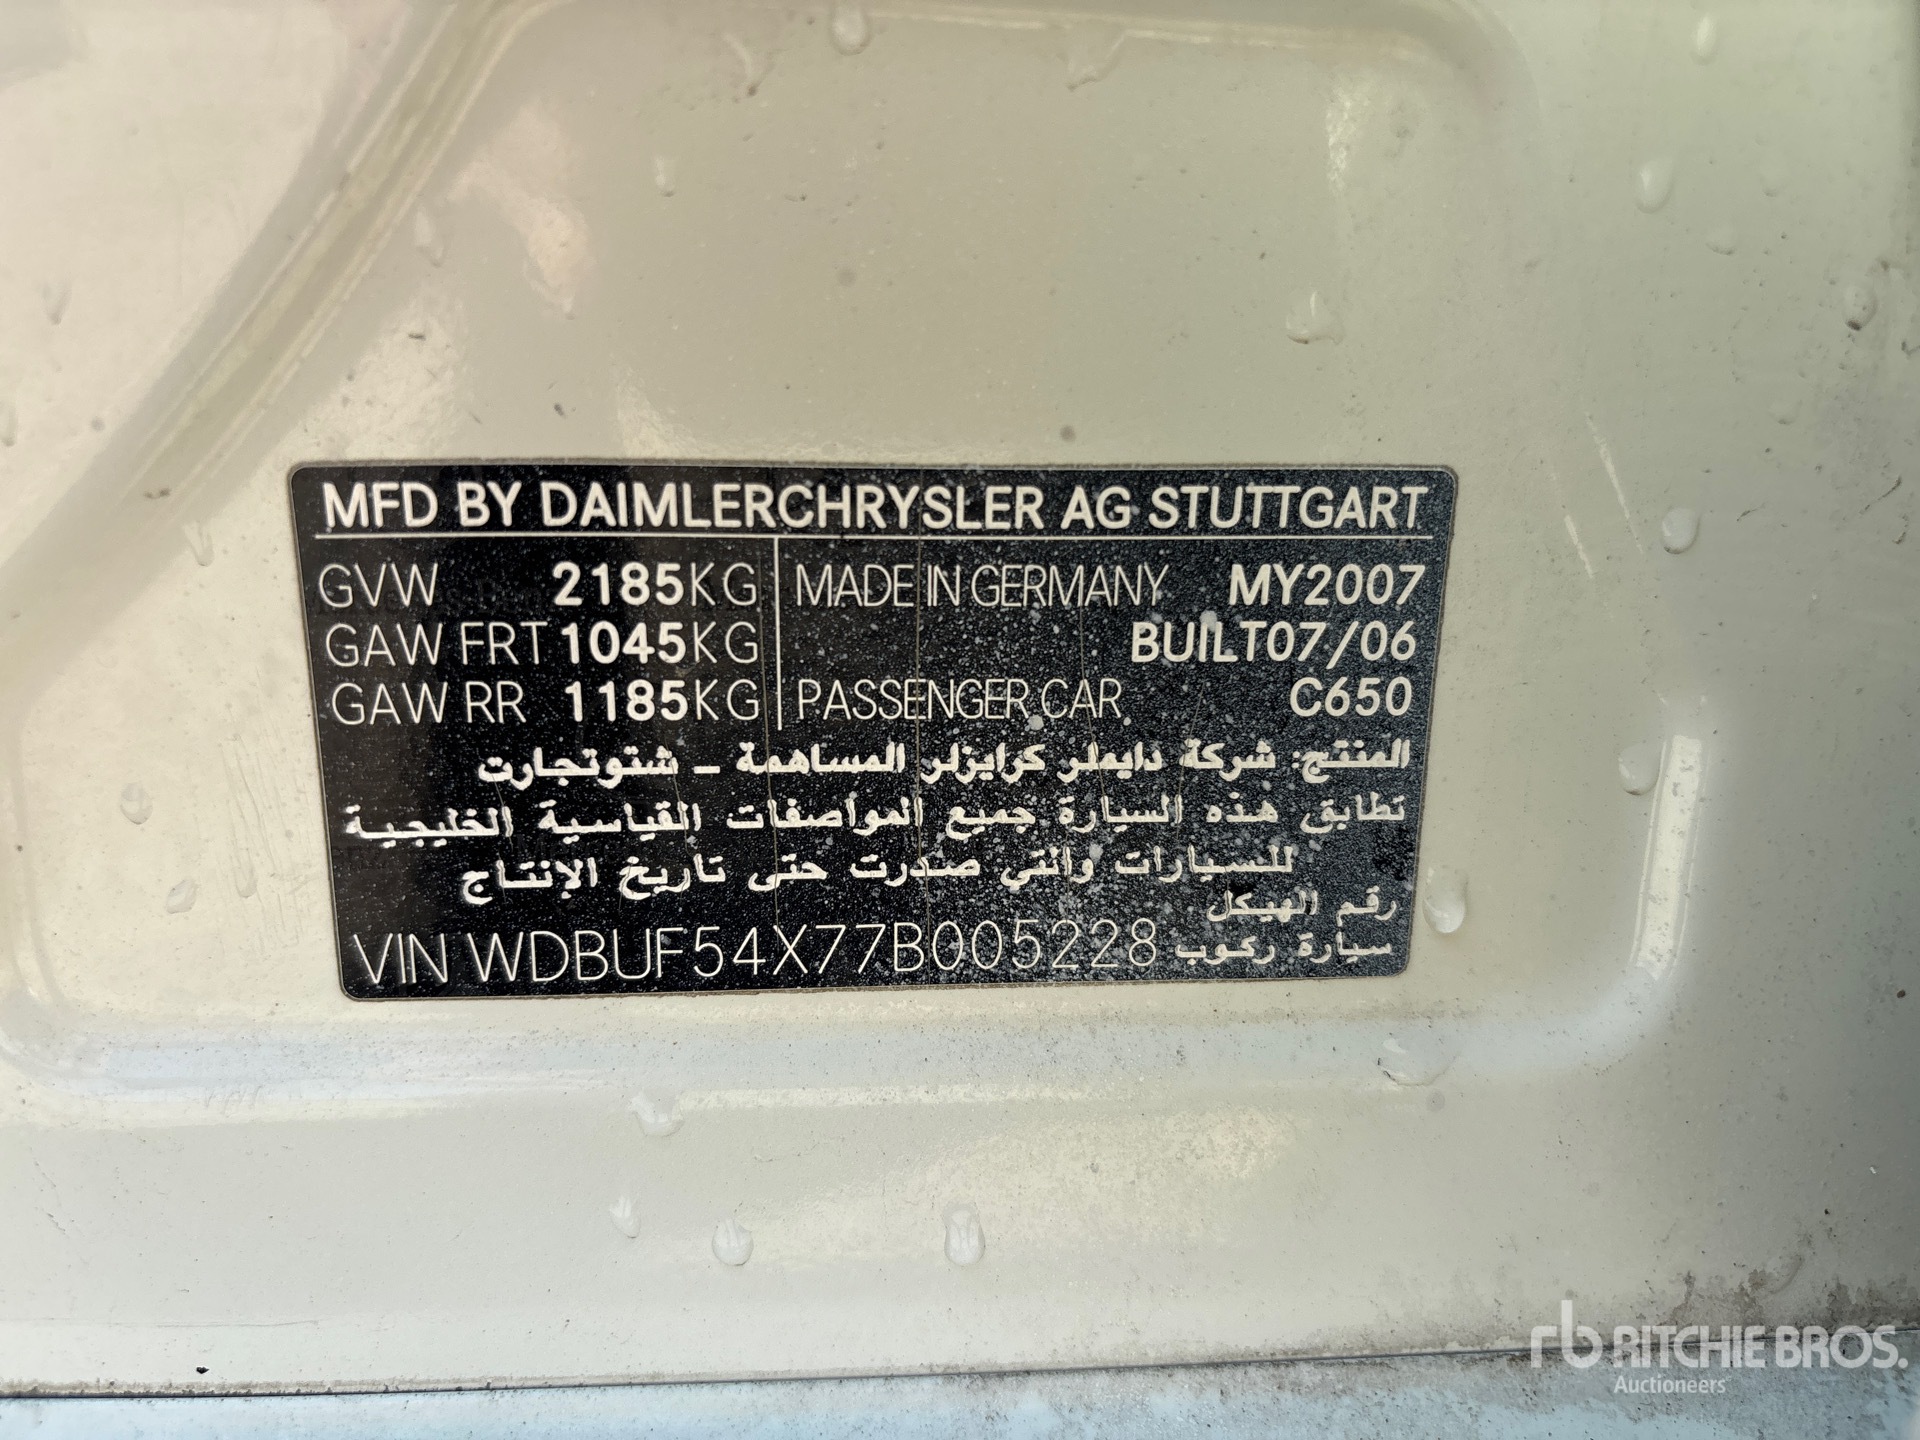 MFD BY DAIMLERCHRYSLER AG STUTTGART
GVW 2185KG MADE IN GERMANY MY2007
GAW FRT 1045KG BUILT07/06
GAW RR 1185KG PASSENGER CAR C650
المنتج: شركة دايملر كرايزلر المساهمة – شتوتجارت
تطابق هذه السيارة جميع المواصفات القياسية الخليجية
للسيارات والتي صدرت حتى تاريخ الإنتاج
رقم الهيكل
VIN WDBUF54X77B005228 سيارة ركوب
rb RITCHIE BROS.
Auctioneers